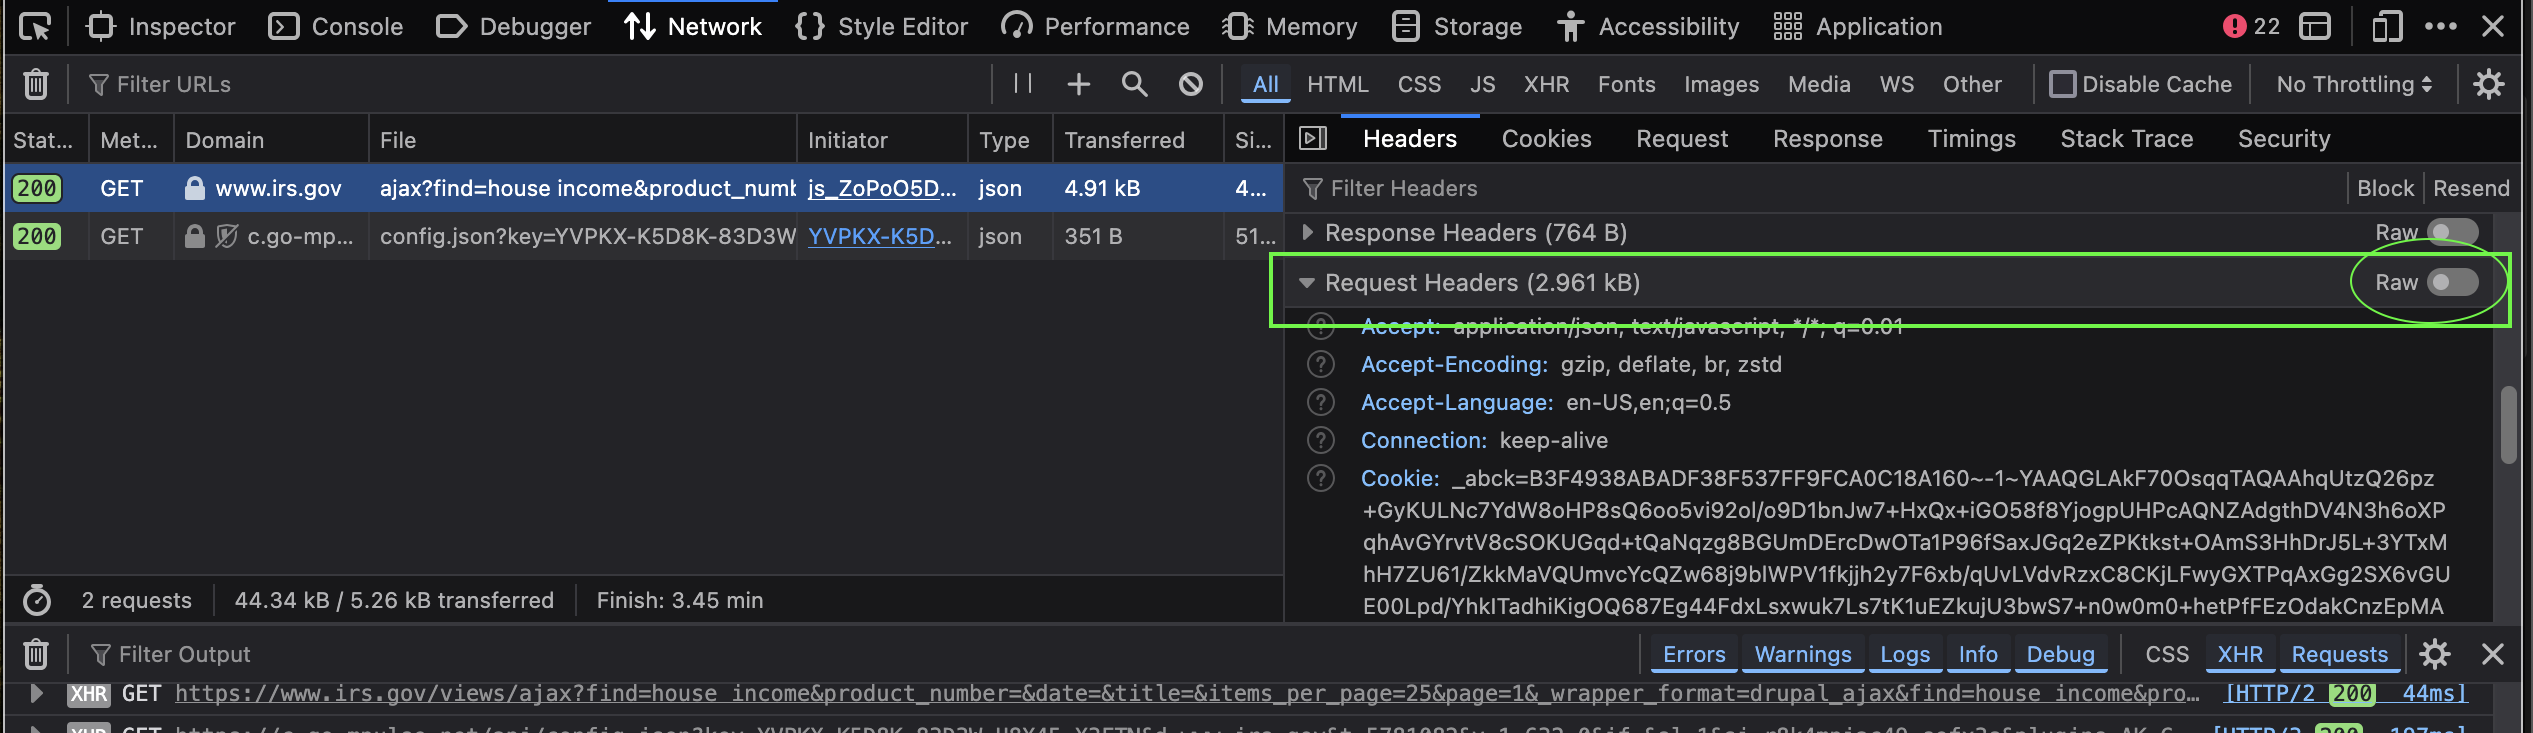 Inspector Console Debugger Network Style Editor Performance Memory Storage Accessibility Application 22
Filter URLs All HTML CSS JS XHR Fonts Images Media WS Other Disable Cache No Throttling
Stat... Met... Domain File Initiator Type Transferred Si...
200 GET www.irs.gov ajax?find=house income&product_numb js_ZoPoO5D... json 4.91 kB 4...
200 GET c.go-mp... config.json?key=YVPKX-K5D8K-83D3W YVPKX-K5D... json 351 B 51...
2 requests 44.34 kB / 5.26 kB transferred Finish: 3.45 min
Headers Cookies Request Response Timings Stack Trace Security
Filter Headers Block Resend
Response Headers (764 B) Raw
Request Headers (2.961 kB) Raw
Accept: application/json, text/javascript, */*; q=0.01
Accept-Encoding: gzip, deflate, br, zstd
Accept-Language: en-US,en;q=0.5
Connection: keep-alive
Cookie: _abck=B3F4938ABADF38F537FF9FCA0C18A160~-1~YAAQGLAkF70OsqqTAQAAhqUtzQ26pz
+GyKULNc7YdW8oHP8sQ6oo5vi92ol/o9D1bnJw7+HxQx+iGO58f8YjogpUHPcAQNZAdgthDV4N3h6oXP
qhAvGYrvtV8cSOKUGqd+tQaNqzg8BGUmDErcDwOTa1P96fSaxJGq2eZPKtkst+OAmS3HhDrJ5L+3YTxM
hH7ZU61/ZkkMaVQUmvcYcQZw68j9blWPV1fkjjh2y7F6xb/qUvLVdvRzxC8CKjLFwyGXTPqAxGg2SX6vGU
E00Lpd/YhkITadhiKigOQ687Eg44FdxLsxwuk7Ls7tK1uEZkujU3bwS7+n0w0m0+hetPfFEzOdakCnzEpMA
Filter Output Errors Warnings Logs Info Debug CSS XHR Requests
XHR GET https://www.irs.gov/views/ajax?find=house income&product_number=&date=&title=&items_per_page=25&page=1&_wrapper_format=drupal_ajax&find=house income&pro... [HTTP/2 200 44ms]